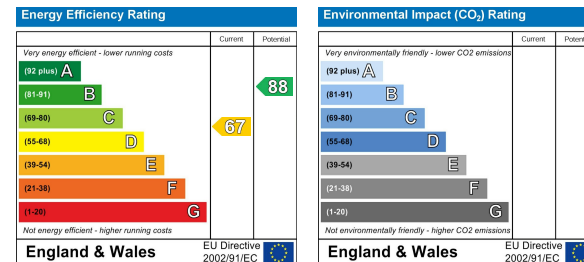 Energy Efficiency Rating
Current Potential
Very energy efficient - lower running costs
(92 plus) A
(81-91) B
88
(69-80) C
67
(55-68) D
(39-54) E
(21-38) F
(1-20) G
Not energy efficient - higher running costs
England & Wales
EU Directive
2002/91/EC
Environmental Impact (CO₂) Rating
Current Potent
Very environmentally friendly - lower CO2 emissions
(92 plus) A
(81-91) B
(69-80) C
(55-68) D
(39-54) E
(21-38) F
(1-20) G
Not environmentally friendly - higher CO2 emissions
England & Wales
EU Directive
2002/91/EC